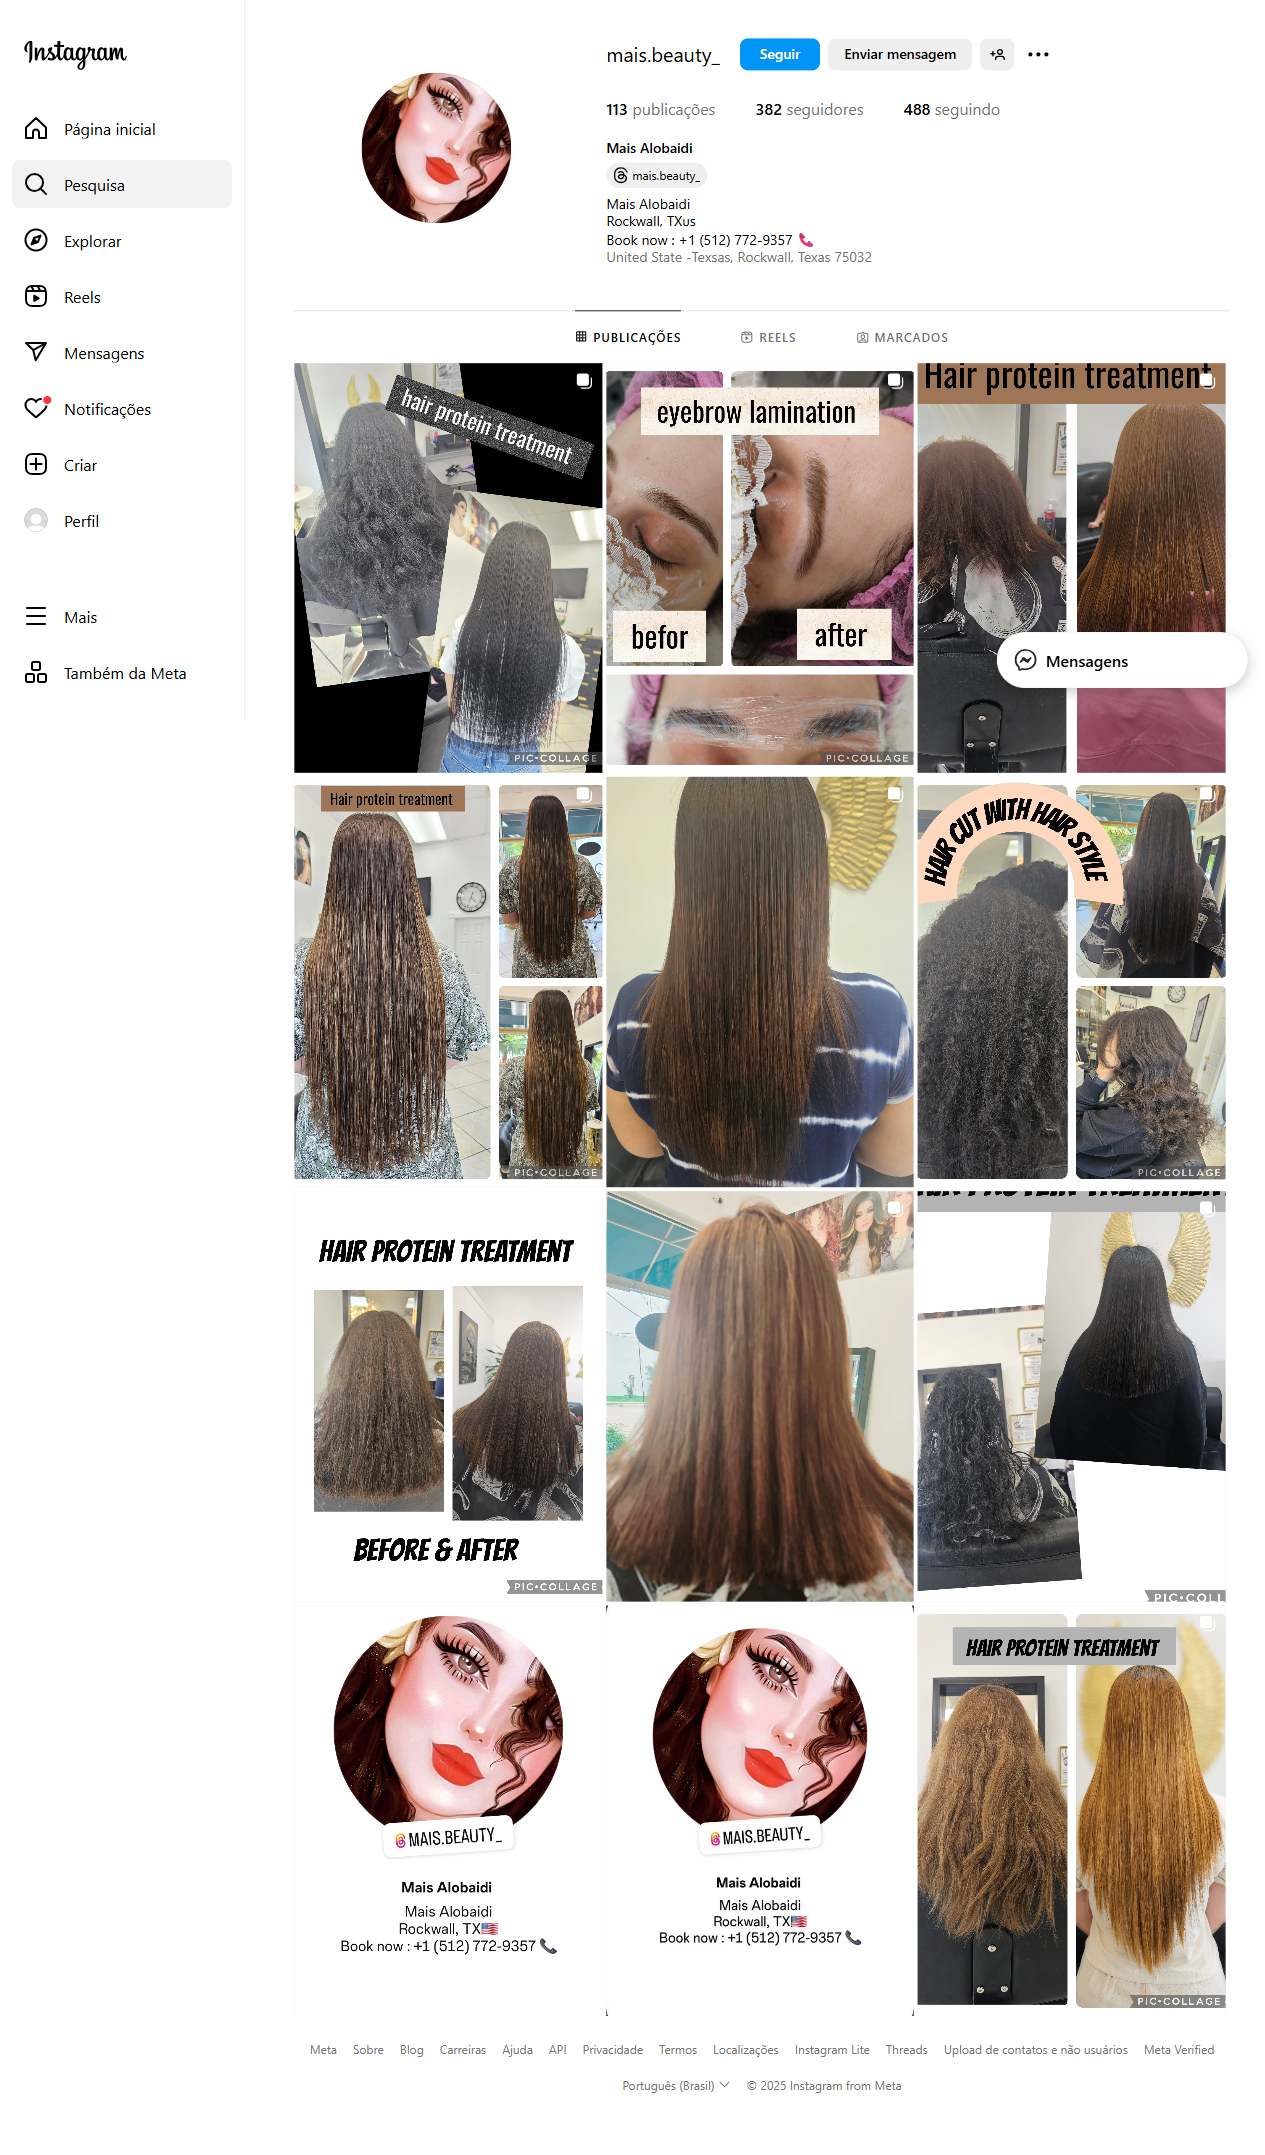 Instagram
Página inicial
Pesquisa
Explorar
Reels
Mensagens
Notificações
Criar
Perfil
Mais
Também da Meta
mais.beauty_
Seguir
Enviar mensagem
113 publicações
382 seguidores
488 seguindo
Mais Alobaidi
mais.beauty_
Mais Alobaidi
Rockwall, TXus
Book now : +1 (512) 772-9357 📞
United State -Texsas, Rockwall, Texas 75032
PUBLICAÇÕES
REELS
MARCADOS
hair protein treatment
PIC•COLLAGE
eyebrow lamination
befor
after
PIC•COLLAGE
Hair protein treatment
Mensagens
Hair protein treatment
PIC•COLLAGE
HAIR CUT WITH HAIR STYLE
PIC•COLLAGE
HAIR PROTEIN TREATMENT
BEFORE & AFTER
PIC•COLLAGE
HAIR PROTEIN TREATMENT
PIC•COLL
@MAIS.BEAUTY_
Mais Alobaidi
Mais Alobaidi
Rockwall, TX🇺🇸
Book now : +1 (512) 772-9357 📞
@MAIS.BEAUTY_
Mais Alobaidi
Mais Alobaidi
Rockwall, TX🇺🇸
Book now : +1 (512) 772-9357 📞
HAIR PROTEIN TREATMENT
PIC•COLLAGE
Meta
Sobre
Blog
Carreiras
Ajuda
API
Privacidade
Termos
Localizações
Instagram Lite
Threads
Upload de contatos e não usuários
Meta Verified
Português (Brasil)
© 2025 Instagram from Meta